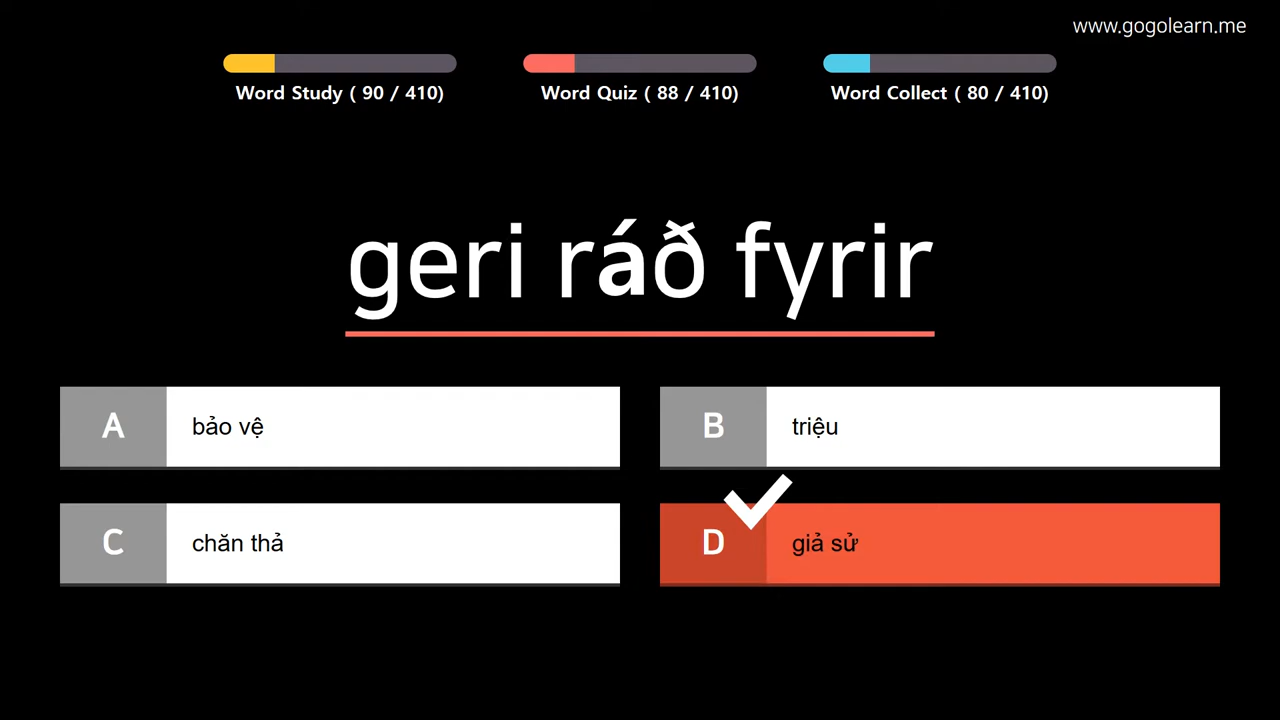 www.gogolearn.me
Word Study ( 90 / 410)
Word Quiz ( 88 / 410)
Word Collect ( 80 / 410)
geri ráð fyrir
A bảo vệ
B triệu
C chăn thả
D giả sử